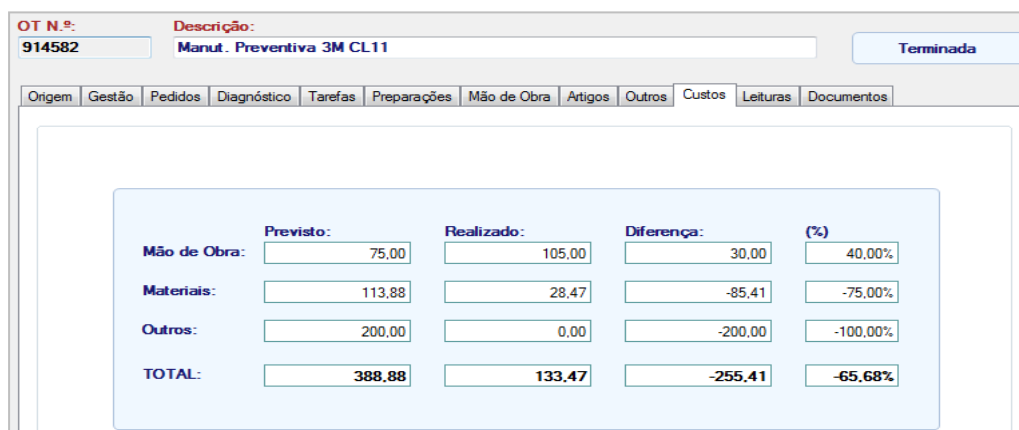 OT N.º: Descrição:
914582 Manut. Preventiva 3M CL11 Terminada
Origem Gestão Pedidos Diagnóstico Tarefas Preparações Mão de Obra Artigos Outros Custos Leituras Documentos
Previsto: Realizado: Diferença: (%)
Mão de Obra: 75,00 105,00 30,00 40,00%
Materiais: 113,88 28,47 -85,41 -75,00%
Outros: 200,00 0,00 -200,00 -100,00%
TOTAL: 388,88 133,47 -255,41 -65,68%